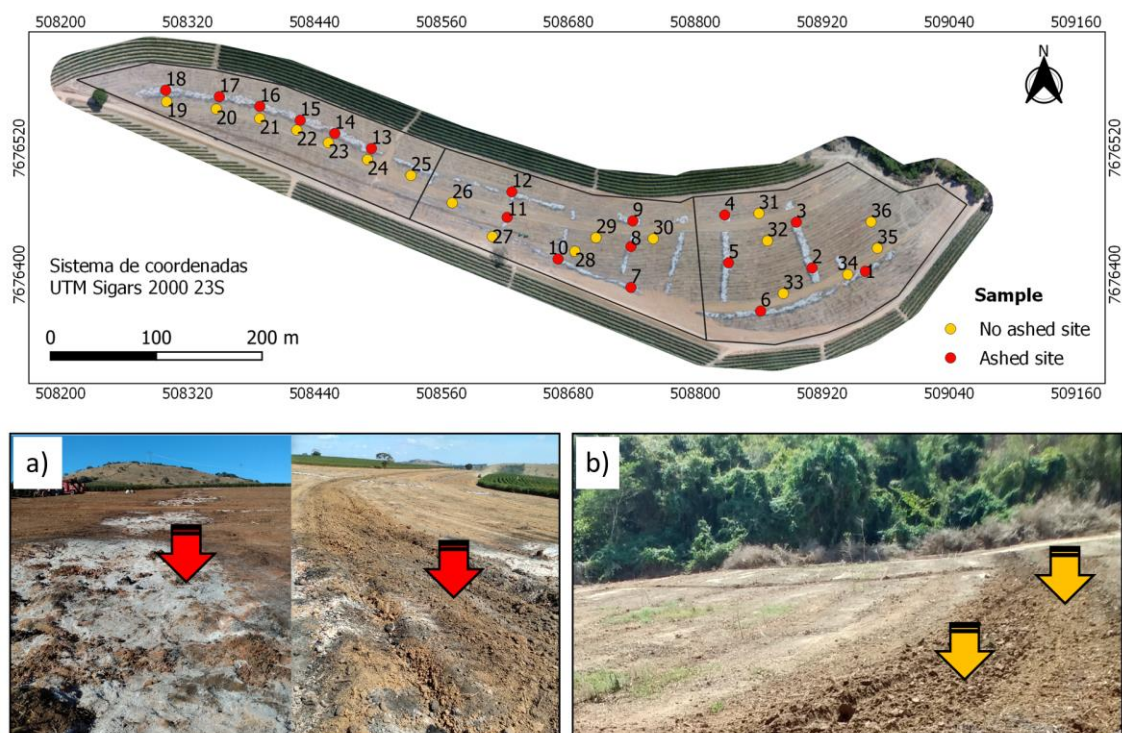 508200 508320 508440 508560 508680 508800 508920 509040 509160
N
7676520 7676520
7676400 7676400
18 17 16 15 14 13
19 20 21 22 23 24 25
26 12 11 27
10 28 29 9 8 30 7
4 31 3 36
5 32 2 35
34 1
6 33
Sistema de coordenadas
UTM Sigars 2000 23S
0 100 200 m
Sample
No ashed site
Ashed site
508200 508320 508440 508560 508680 508800 508920 509040 509160
a) b)